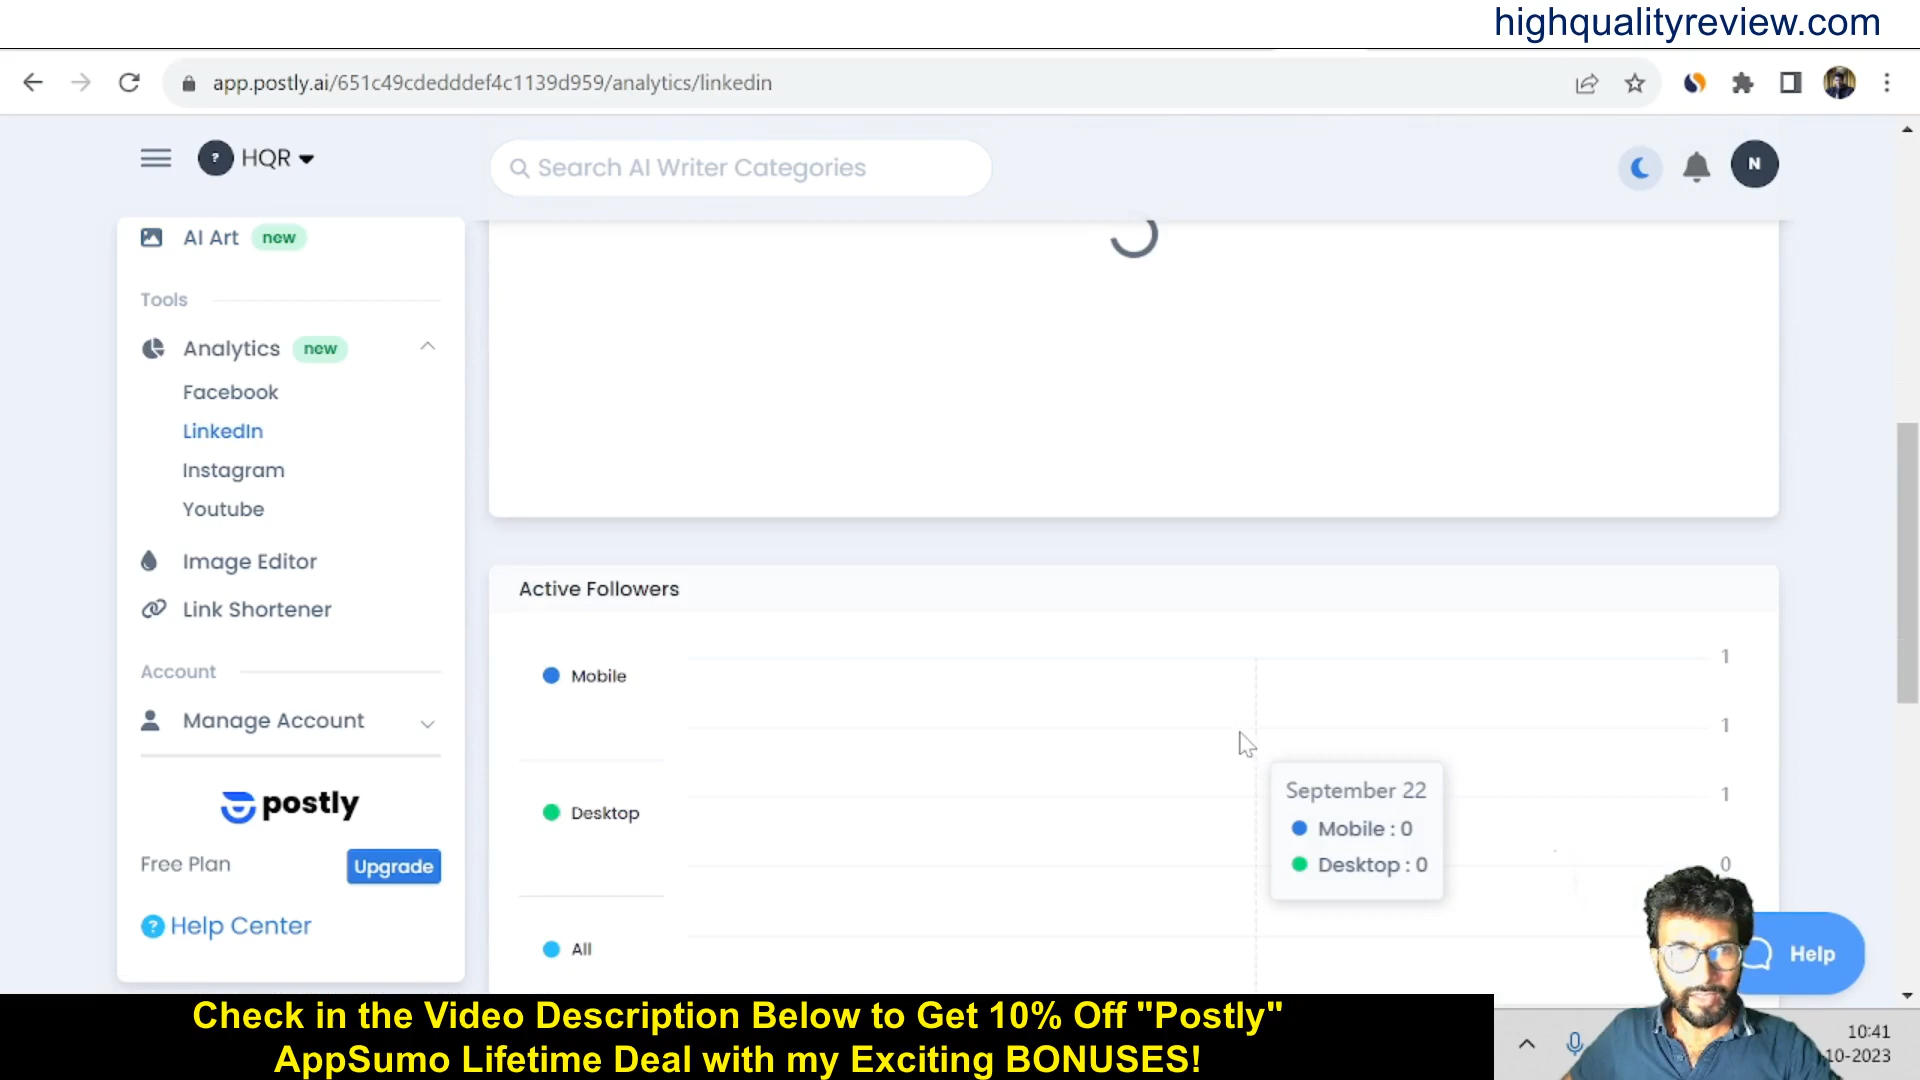 highqualityreview.com
app.postly.ai/651c49cdedddef4c1139d959/analytics/linkedin
? HQR
Search AI Writer Categories
N
AI Art new
Tools
Analytics new
Facebook
LinkedIn
Instagram
Youtube
Image Editor
Link Shortener
Account
Manage Account
postly
Free Plan Upgrade
? Help Center
Active Followers
Mobile
Desktop
All
1
1
1
0
September 22
Mobile : 0
Desktop : 0
Help
Check in the Video Description Below to Get 10% Off "Postly"
AppSumo Lifetime Deal with my Exciting BONUSES!
10:41
10-2023